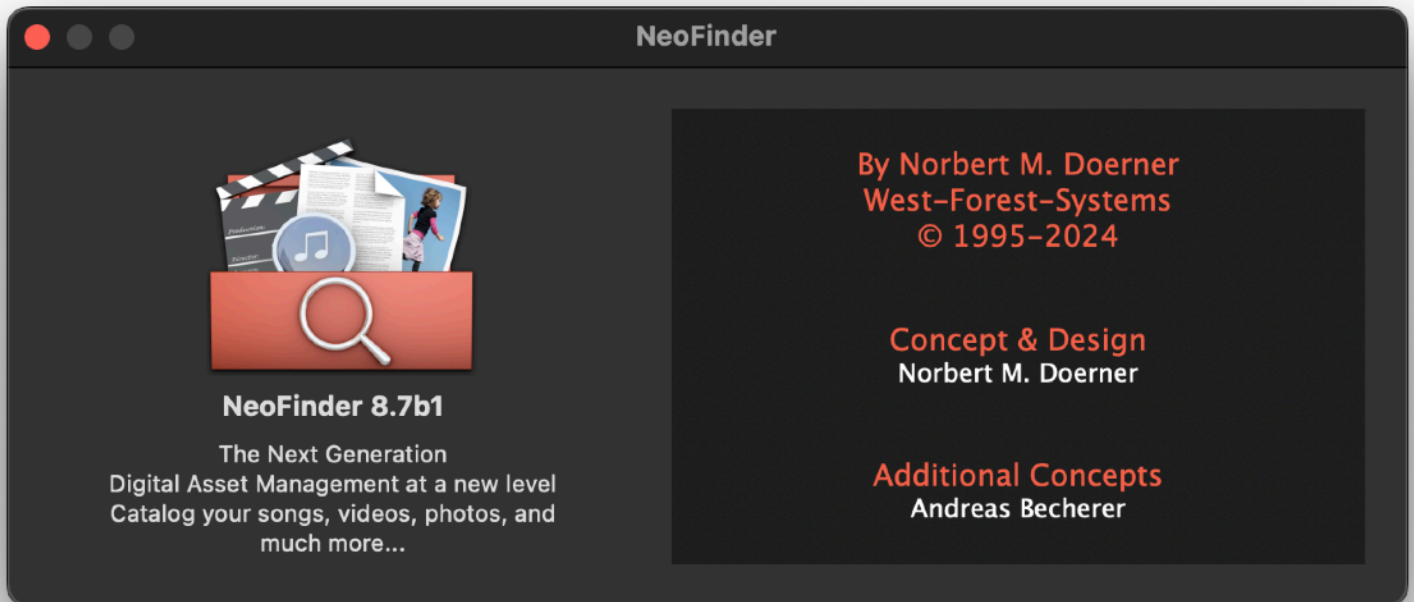 NeoFinder
NeoFinder 8.7b1
The Next Generation
Digital Asset Management at a new level
Catalog your songs, videos, photos, and
much more...
By Norbert M. Doerner
West-Forest-Systems
© 1995-2024
Concept & Design
Norbert M. Doerner
Additional Concepts
Andreas Becherer